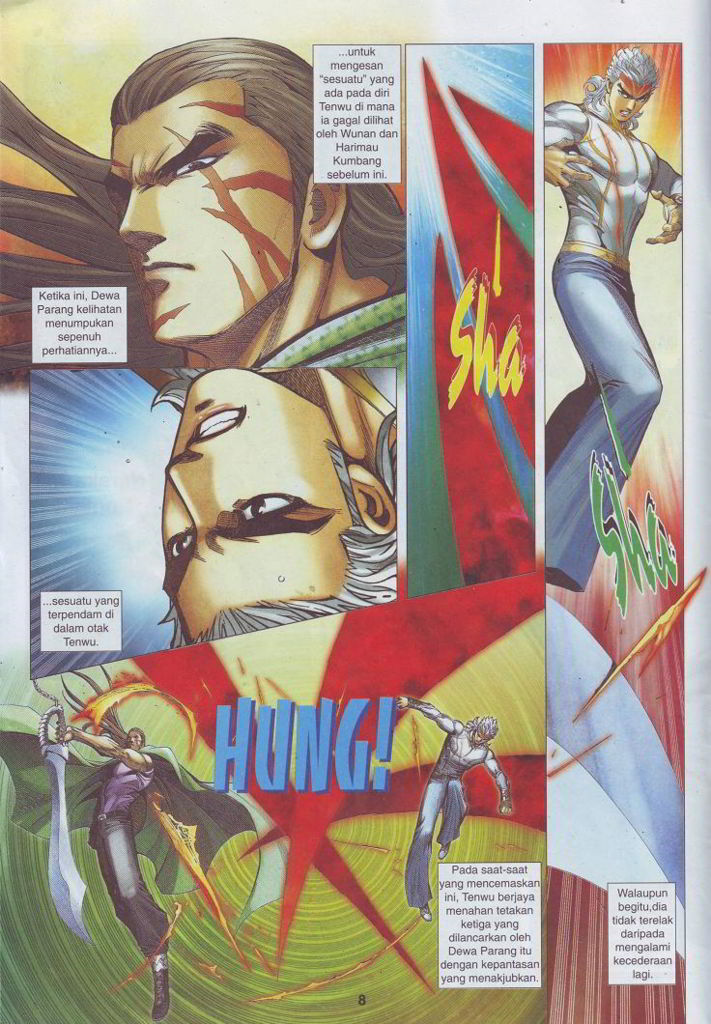 Ketika ini, Dewa
Parang kelihatan
menumpukan
sepenuh
perhatiannya...
...untuk
mengesan
"sesuatu" yang
ada pada diri
Tenwu di mana
ia gagal dilihat
oleh Wunan dan
Harimau
Kumbang
sebelum ini.
...sesuatu yang
terpendam di
dalam otak
Tenwu.
Sha
Sha
HUNG!
Pada saat-saat
yang mencemaskan
ini, Tenwu berjaya
menahan tetakan
ketiga yang
dilancarkan oleh
Dewa Parang itu
dengan kepantasan
yang menakjubkan.
Walaupun
begitu,dia
tidak terelak
daripada
mengalami
kecederaan
lagi.
8